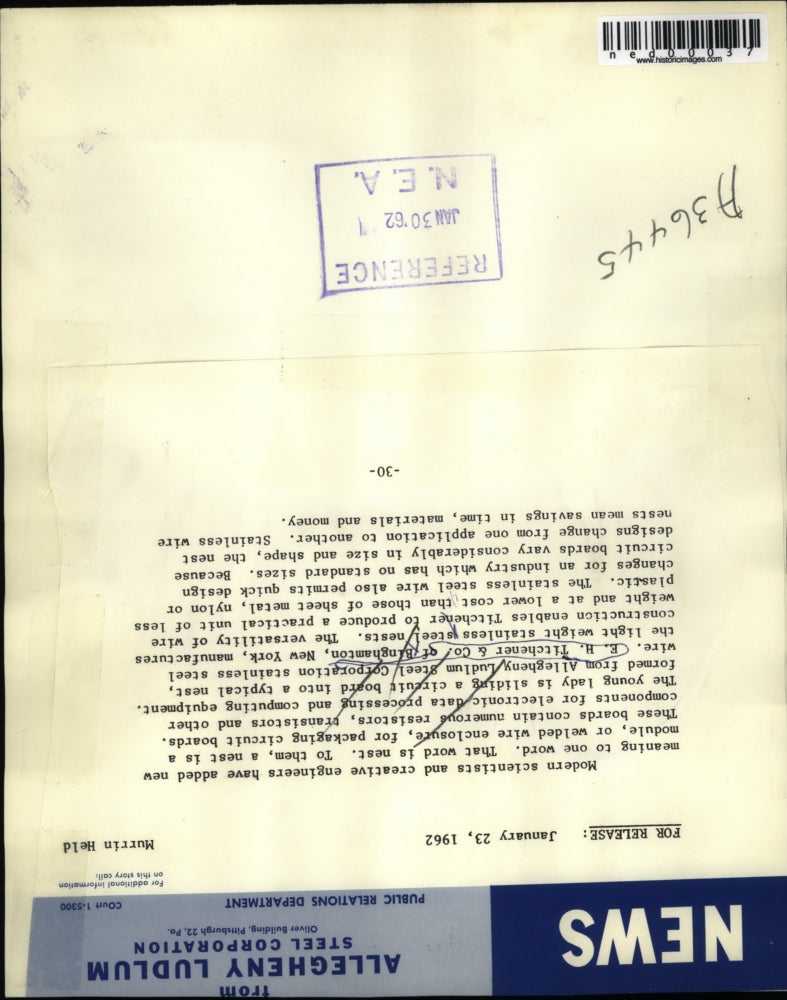 NEWS
from
ALLEGHENY LUDLUM
STEEL CORPORATION
Oliver Building, Pittsburgh 22, Pa.
PUBLIC RELATIONS DEPARTMENT
COurt 1-5300
For additional information
on this story call:
FOR RELEASE: January 23, 1962
Murrin Held
Modern scientists and creative engineers have added new
meaning to one word. That word is nest. To them, a nest is a
module, or welded wire enclosure, for packaging circuit boards.
These boards contain numerous resistors, transistors and other
components for electronic data processing and computing equipment.
The young lady is sliding a circuit board into a typical nest,
formed from Allegheny Ludlum Steel Corporation stainless steel
wire. E. H. Titchener & Co. of Binghamton, New York, manufactures
the light weight stainless steel nests. The versatility of wire
construction enables Titchener to produce a practical unit of less
weight and at a lower cost than those of sheet metal, nylon or
plastic. The stainless steel wire also permits quick design
changes for an industry which has no standard sizes. Because
circuit boards vary considerably in size and shape, the nest
designs change from one application to another. Stainless wire
nests mean savings in time, materials and money.
-30-
REFERENCE
JAN 30 '62
N.E.A.
A36445
ned00037
www.historicimages.com